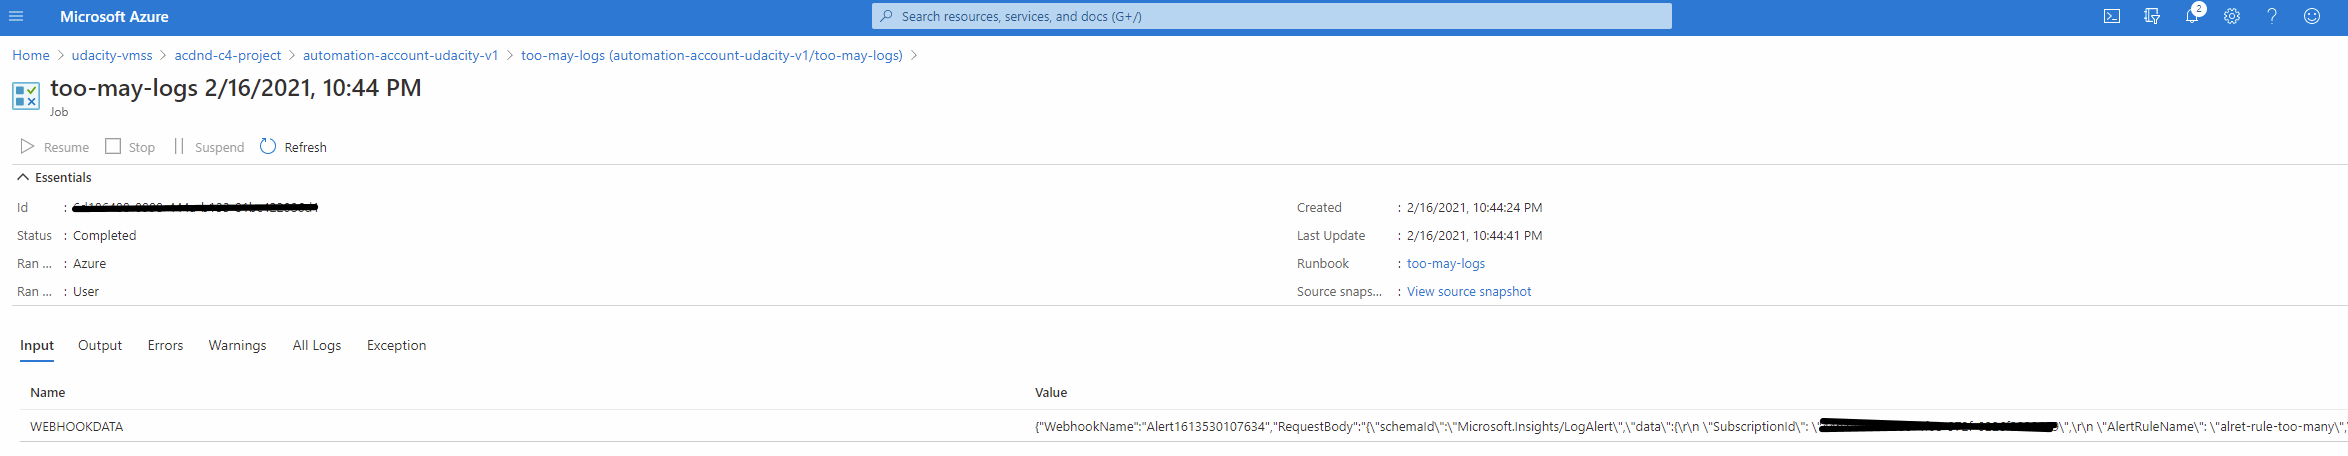 Microsoft Azure
Search resources, services, and docs (G+/)
2
Home > udacity-vmss > acdnd-c4-project > automation-account-udacity-v1 > too-may-logs (automation-account-udacity-v1/too-may-logs) >
too-may-logs 2/16/2021, 10:44 PM
Job
Resume Stop Suspend Refresh
Essentials
Id :
Created : 2/16/2021, 10:44:24 PM
Status : Completed
Last Update : 2/16/2021, 10:44:41 PM
Ran ... : Azure
Runbook : too-may-logs
Ran ... : User
Source snaps... : View source snapshot
Input Output Errors Warnings All Logs Exception
Name Value
WEBHOOKDATA {"WebhookName":"Alert1613530107634","RequestBody":"{\"schemaId\":\"Microsoft.Insights/LogAlert\",\"data\":{\r\n \"SubscriptionId\": \ \",\r\n \"AlertRuleName\": \"alret-rule-too-many\",